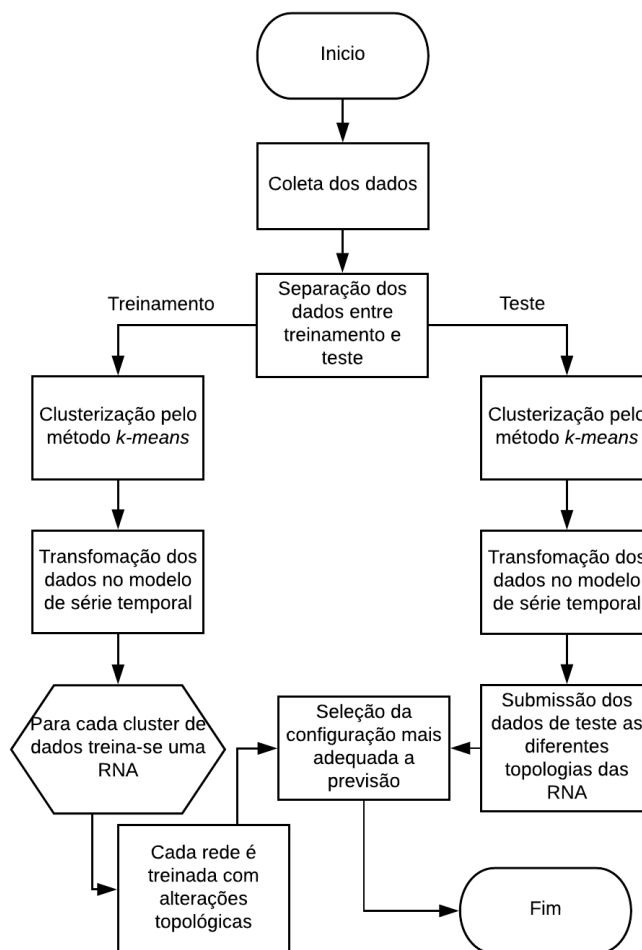 Inicio
Coleta dos dados
Separação dos
dados entre
treinamento e
teste
Treinamento
Teste
Clusterização pelo
método k-means
Clusterização pelo
método k-means
Transfomação dos
dados no modelo
de série temporal
Transfomação dos
dados no modelo
de série temporal
Para cada cluster de
dados treina-se uma
RNA
Seleção da
configuração mais
adequada a
previsão
Submissão dos
dados de teste as
diferentes
topologias das
RNA
Cada rede é
treinada com
alterações
topológicas
Fim